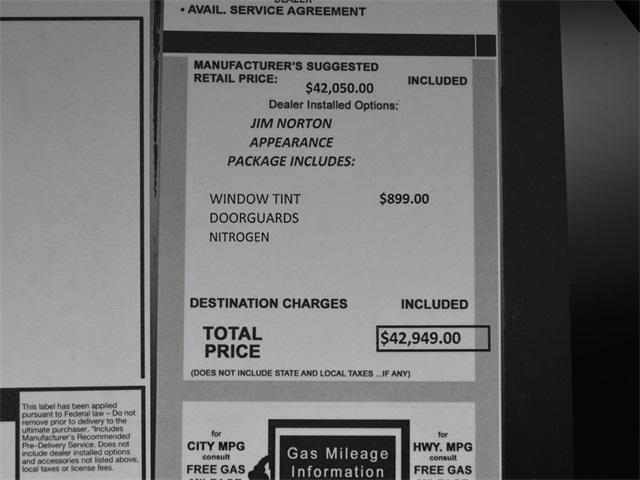 DEALER
• AVAIL. SERVICE AGREEMENT
MANUFACTURER'S SUGGESTED
RETAIL PRICE: $42,050.00 INCLUDED
Dealer Installed Options:
JIM NORTON
APPEARANCE
PACKAGE INCLUDES:
WINDOW TINT $899.00
DOORGUARDS
NITROGEN
DESTINATION CHARGES INCLUDED
TOTAL
PRICE
$42,949.00
(DOES NOT INCLUDE STATE AND LOCAL TAXES ...IF ANY)
This label has been applied
pursuant to Federal law – Do not
remove prior to delivery to the
ultimate purchaser. *Includes
Manufacturer's Recommended
Pre-Delivery Service. Does not
include dealer installed options
and accessories not listed above,
local taxes or license fees.
for
CITY MPG
consult
FREE GAS
MILEAGE
Gas Mileage
Information
for
HWY. MPG
consult
FREE GAS
MILEAGE